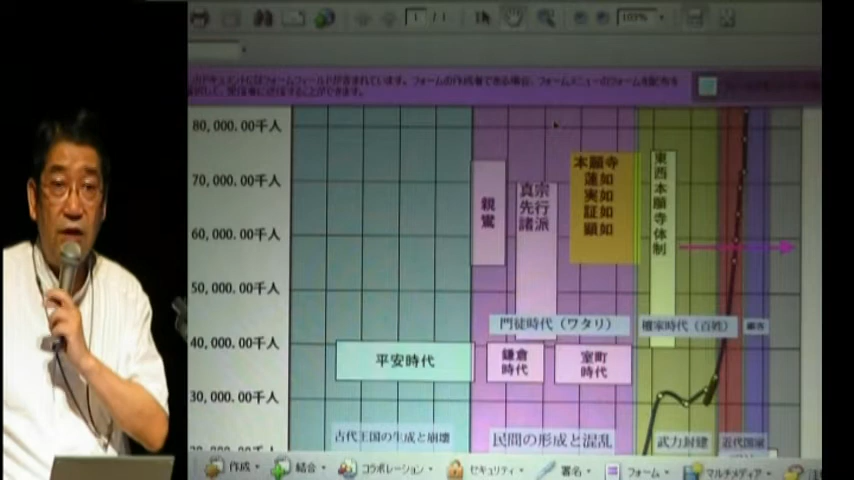 1 / 1
103%
80,000.00千人
70,000.00千人
60,000.00千人
50,000.00千人
40,000.00千人
30,000.00千人
親鸞
真宗
先行
諸派
本願寺
蓮如
実如
証如
顕如
東西本願寺体制
門徒時代（ワタリ）
檀家時代（百姓）
平安時代
鎌倉
時代
室町
時代
古代王国の生成と崩壊
民間の形成と混乱
武力封建
近代国家
作成
結合
コラボレーション
セキュリティ
署名
フォーム
マルチメディア